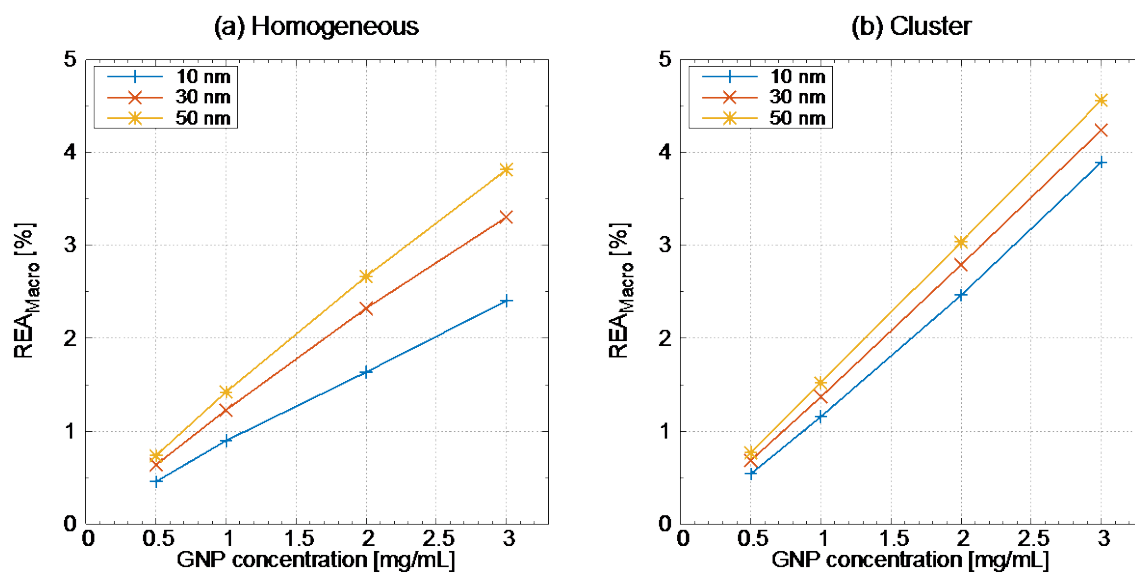 (a) Homogeneous
5
4
3
2
1
0
REA_Macro [%]
10 nm
30 nm
50 nm
0 0.5 1 1.5 2 2.5 3
GNP concentration [mg/mL]
(b) Cluster
5
4
3
2
1
0
REA_Macro [%]
10 nm
30 nm
50 nm
0 0.5 1 1.5 2 2.5 3
GNP concentration [mg/mL]